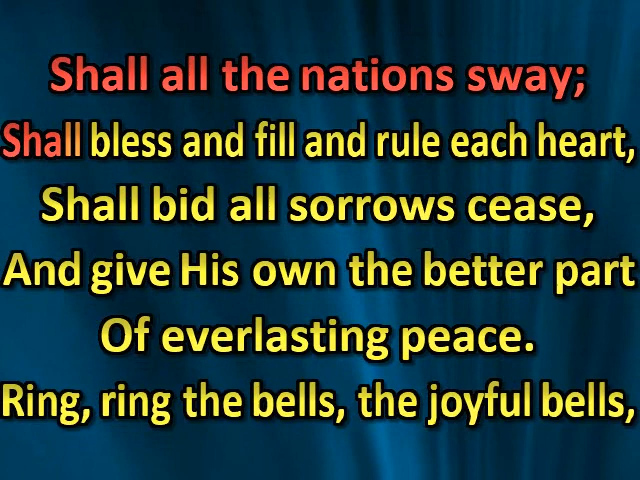 Shall all the nations sway;
Shall bless and fill and rule each heart,
Shall bid all sorrows cease,
And give His own the better part
Of everlasting peace.
Ring, ring the bells, the joyful bells,